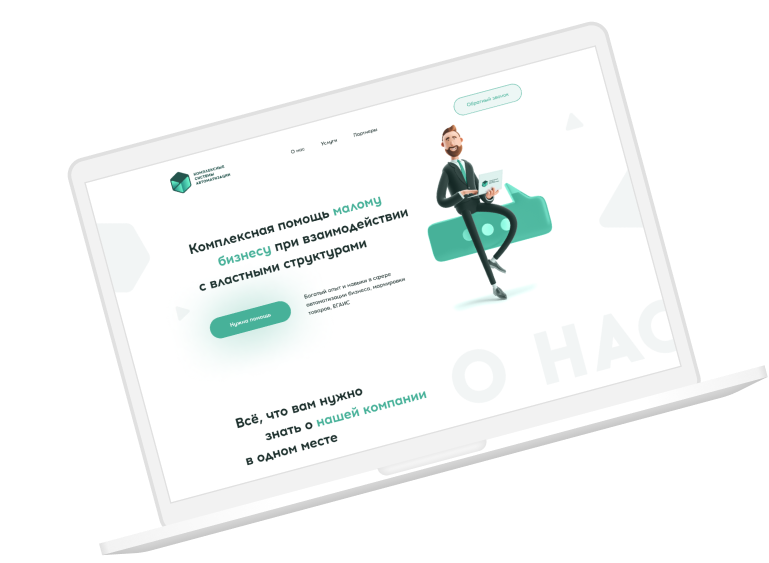 Обратный звонок
О нас
Услуги
Партнеры
КОМПЛЕКСНЫЕ
СИСТЕМЫ
АВТОМАТИЗАЦИИ
Комплексная помощь малому
бизнесу при взаимодействии
с властными структурами
Нужна помощь
Богатый опыт и навыки в сфере
автоматизации бизнеса, маркировки
товаров, ЕГАИС
О НАС
Всё, что вам нужно
знать о нашей компании
в одном месте